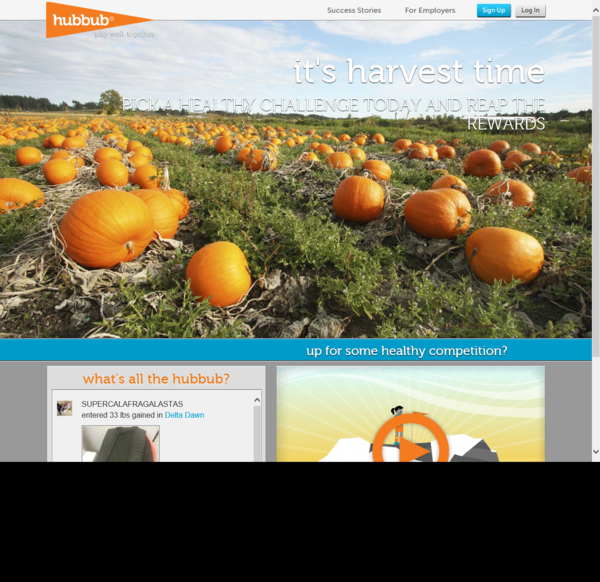 hubbub®
play well. together.
Success Stories For Employers Sign Up Log In
it's harvest time
PICK A HEALTHY CHALLENGE TODAY AND REAP THE
REWARDS
up for some healthy competition?
what's all the hubbub?
SUPERCALAFRAGALASTAS
entered 33 lbs gained in Delta Dawn